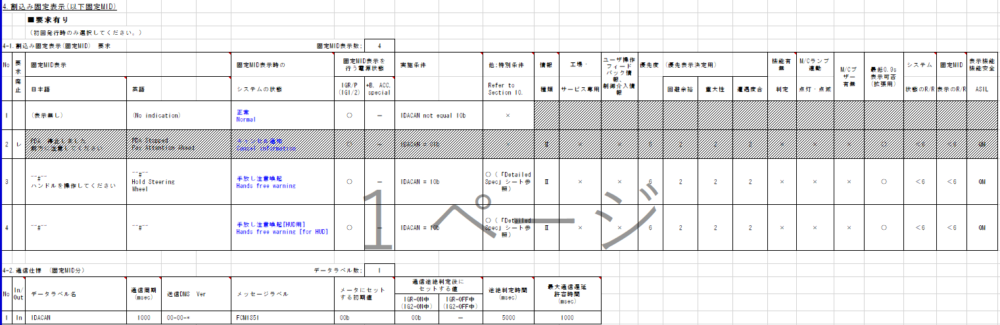 4.割込み固定表示(以下固定MID)
■要求有り
(初回発行時のみ選択してください。)
4-1.割込み固定表示(固定MID) 要求 固定MID表示数: 4
No 要求 廃止 固定MID表示 日本語 英語 固定MID表示時の システムの状態 固定MID表示を 行う電源状態 IGR/P (IG1/2) +B, ACC, special 実施条件 他:特別条件 Refer to Section 10. 情報 種類 工場・ サービス専用 ユーザ操作 フィード バック情 報、 制御介入情 報 優先度 (優先表示決定用) 回避余裕 重大性 遭遇度合 機能有 無 判定 M/Cランプ 連動 点灯・点滅 M/Cブ ザー 有無 最低0.9s 表示可否 (拡張用) システム 状態のR/R 固定MID 表示のR/R 表示機能 機能安全 ASIL
1 (表示無し) (No indication) 正常 Normal ○ － IDACAN not equal 10b ×
2 レ PDA 停止しました 前方に注意してください PDA Stopped Pay Attention Ahead キャンセル通知 Cancel information ○ － IDACAN = 01b Ⅱ × × 6 2 2 2 × × × ○ <6 <6 QM
3 ~~#~~ ハンドルを操作してください ~~#~~ Hold Steering Wheel 手放し注意喚起 Hands free warning ○ － IDACAN = 10b ○ (「Detailed Spec」シート参 照) Ⅱ × × 6 2 2 2 × × × ○ <6 <6 QM
4 ~~#~~ ~~#~~ 手放し注意喚起[HUD用] Hands free warning [for HUD] ○ － IDACAN = 10b ○ (「Detailed Spec」シート参 照) Ⅱ × × 6 2 2 2 × × × ○ <6 <6 QM
1 ページ
4-2.通信仕様 (固定MID分) データラベル数: 1
No In/ Out データラベル名 通信周期 (msec) 送信DMS Ver メッセージラベル メータにセット する初期値 通信途絶判定後に セットする値 IGR-ON中 (IG2-ON中) IGR-OFF中 (IG2-OFF中) 途絶判定時間 (msec) 最大通信遅延 許容時間 (msec)
1 In IDACAN 1000 00-00-* FCM1S51 00b 00b － 5000 1000